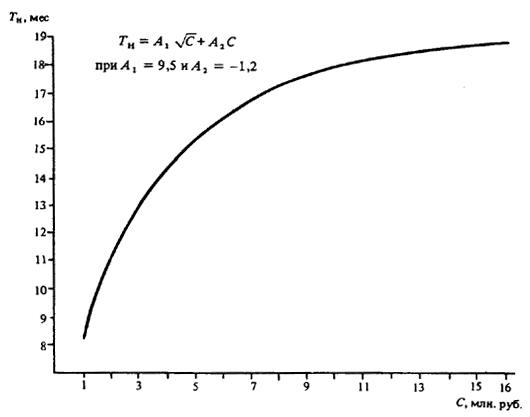 Tн, мес
Tн = A₁ √C + A₂ C
при A₁ = 9,5 и A₂ = −1,2
19
18
17
16
15
14
13
12
11
10
9
8
1 3 5 7 9 11 13 15 16
C, млн. руб.